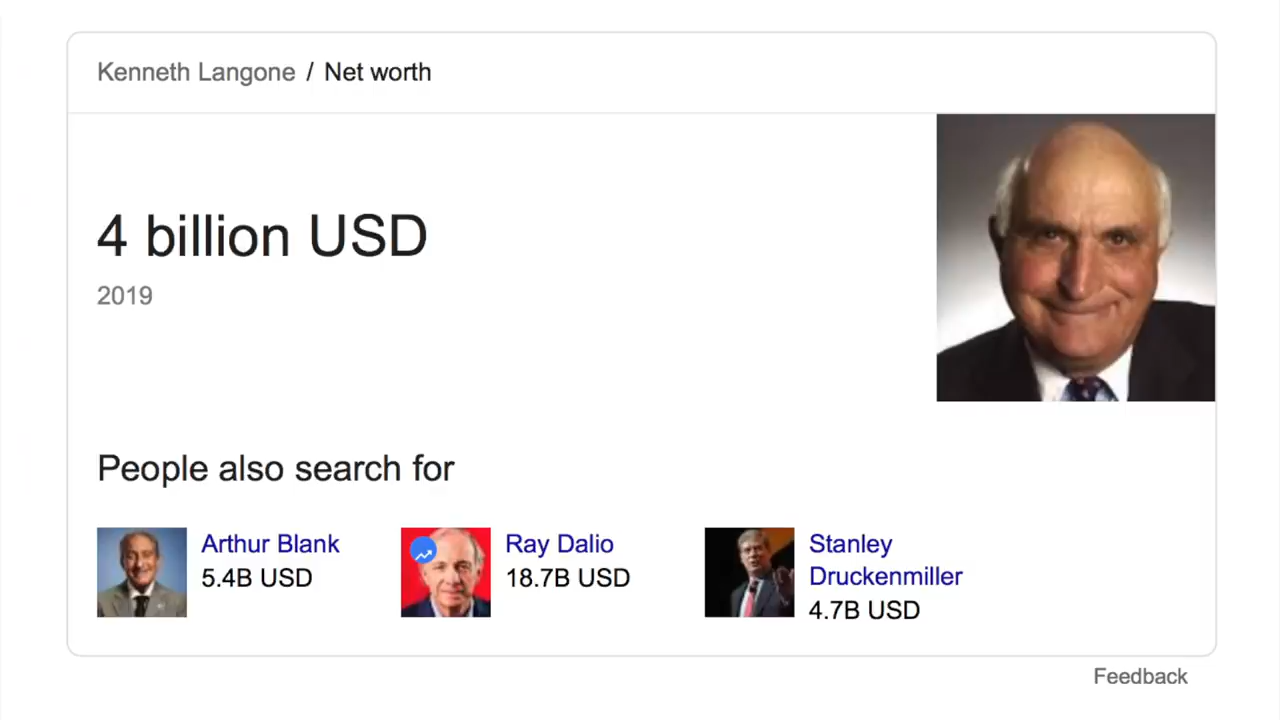 Kenneth Langone / Net worth
4 billion USD
2019
People also search for
Arthur Blank
5.4B USD
Ray Dalio
18.7B USD
Stanley
Druckenmiller
4.7B USD
Feedback